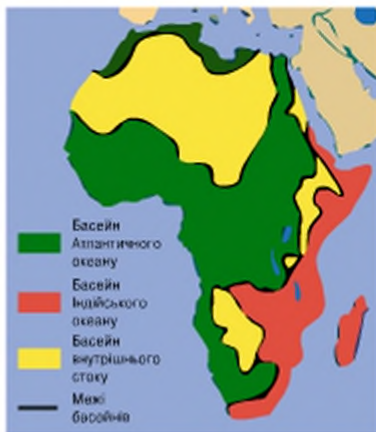 Басейн
Атлантичного
океану
Басейн
Індійського
океану
Басейн
внутрішнього
стоку
Межі
басейнів